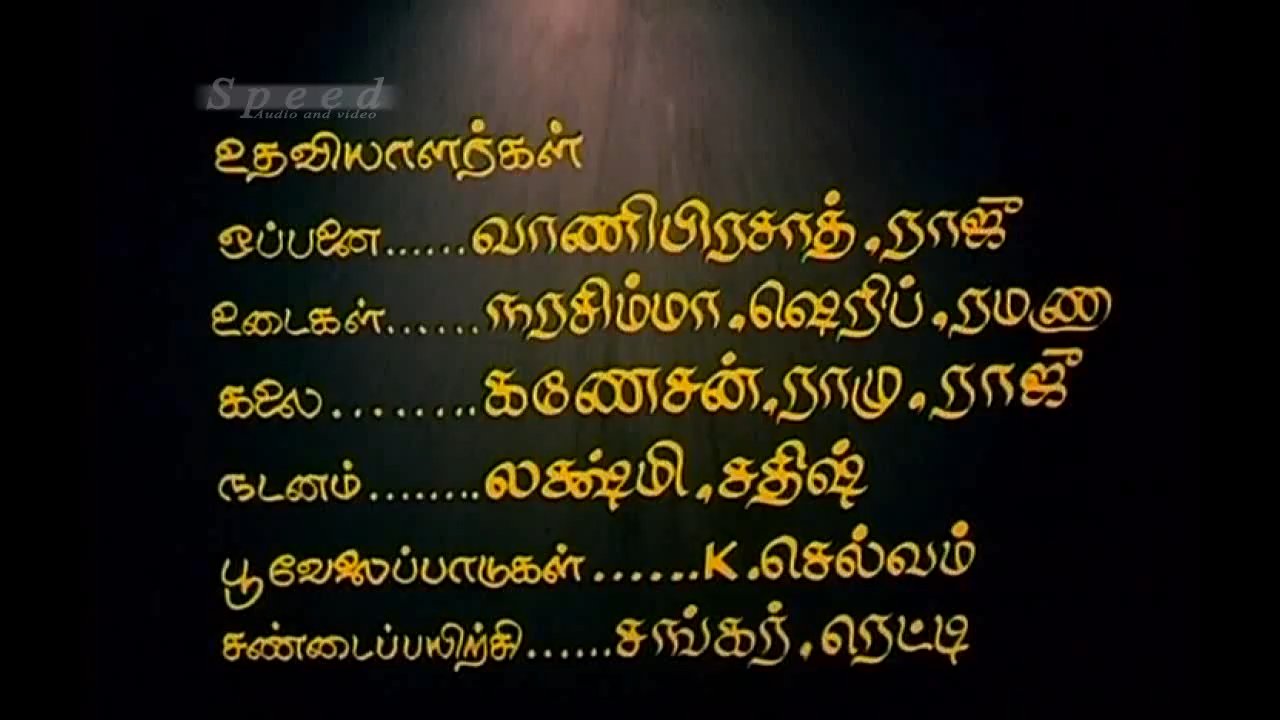 Speed
Audio and video
உதவியாளர்கள்
ஒப்பனை......வாணிபிரசாத்,ராஜூ
உடைகள்......நரசிம்மா,ஷெரிப்,ரமணா
கலை........கணேசன்,ராமு,ராஜூ
நடனம்........லக்ஷ்மி,சதிஷ்
பூவேலைப்பாடுகள்......K.செல்வம்
சண்டைப்பயிற்சி......சங்கர்,ரெட்டி